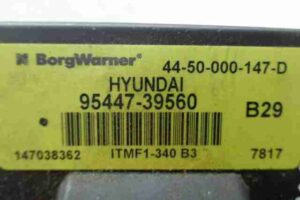 BorgWarner 44-50-000-147-D
HYUNDAI
95447-39560
B29
147038362 ITMF1-340 B3 7817